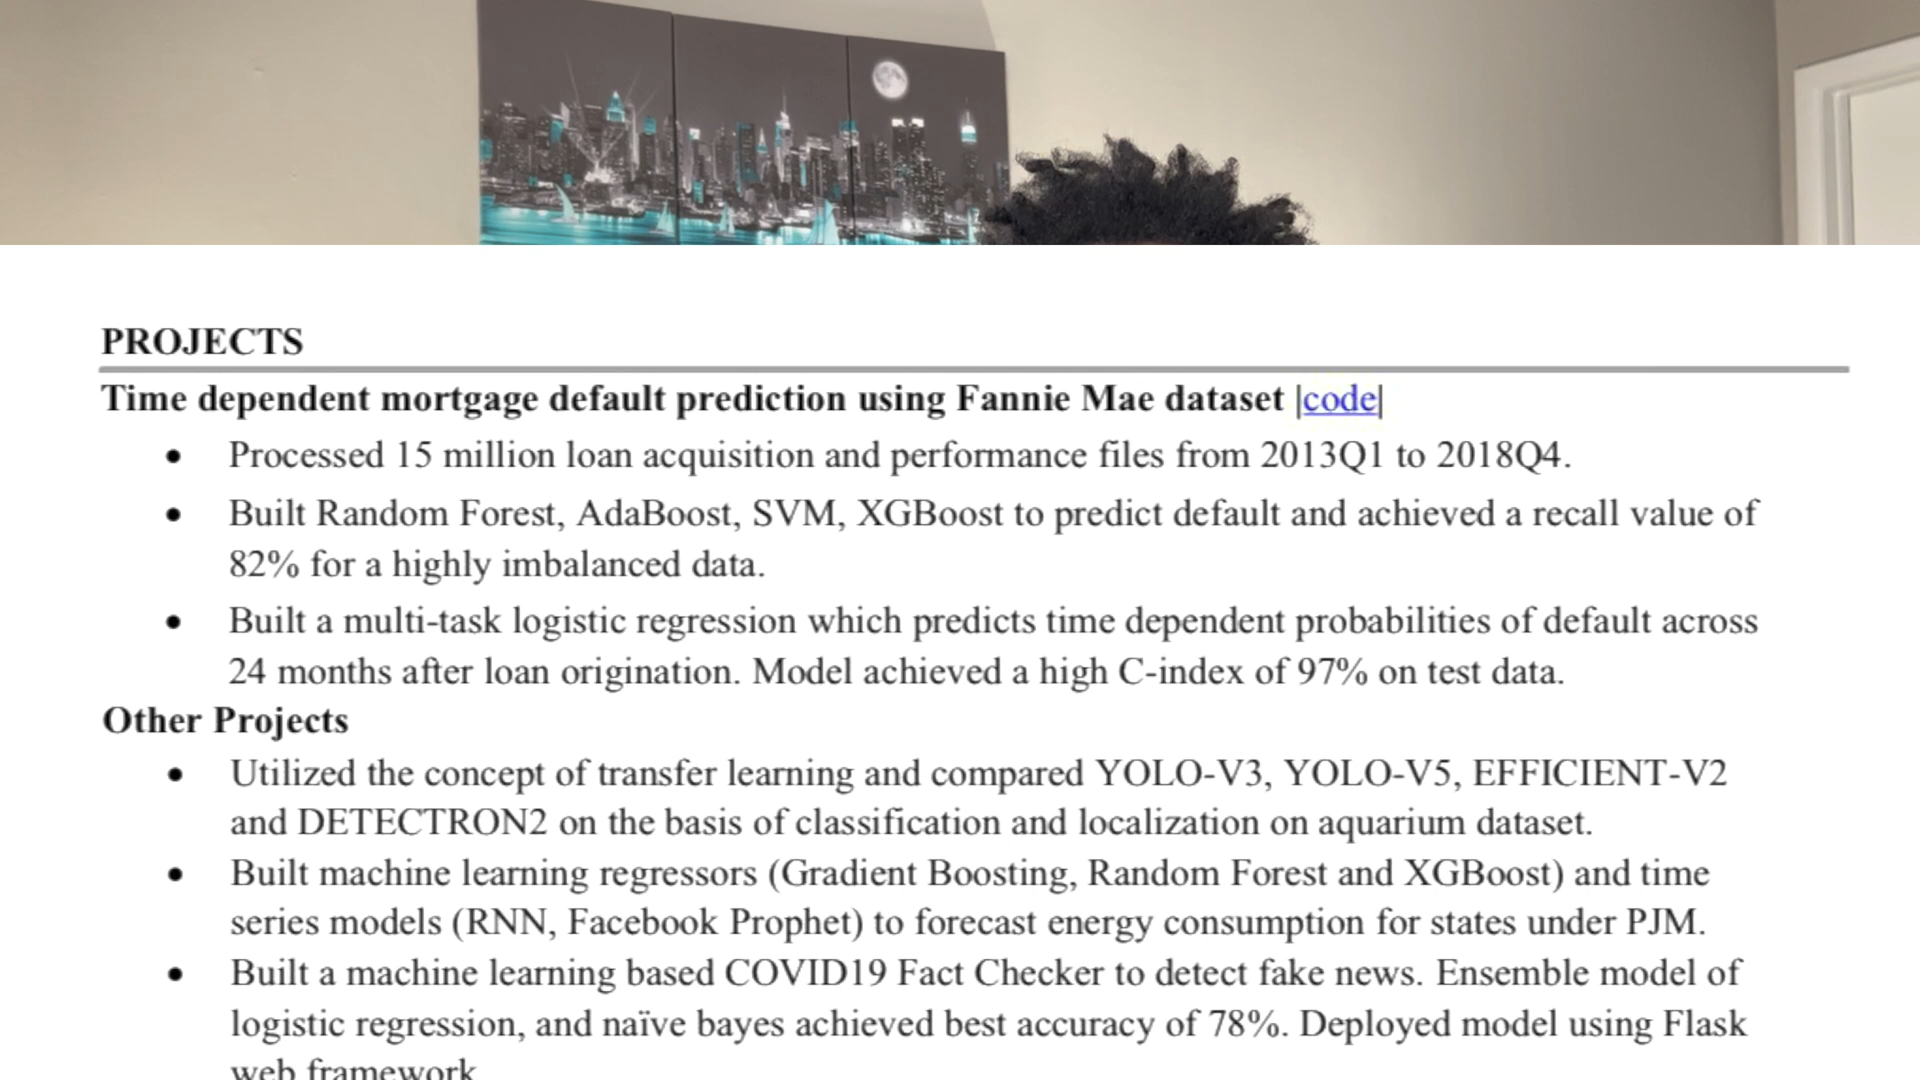 PROJECTS
Time dependent mortgage default prediction using Fannie Mae dataset |code|
• Processed 15 million loan acquisition and performance files from 2013Q1 to 2018Q4.
• Built Random Forest, AdaBoost, SVM, XGBoost to predict default and achieved a recall value of
82% for a highly imbalanced data.
• Built a multi-task logistic regression which predicts time dependent probabilities of default across
24 months after loan origination. Model achieved a high C-index of 97% on test data.
Other Projects
• Utilized the concept of transfer learning and compared YOLO-V3, YOLO-V5, EFFICIENT-V2
and DETECTRON2 on the basis of classification and localization on aquarium dataset.
• Built machine learning regressors (Gradient Boosting, Random Forest and XGBoost) and time
series models (RNN, Facebook Prophet) to forecast energy consumption for states under PJM.
• Built a machine learning based COVID19 Fact Checker to detect fake news. Ensemble model of
logistic regression, and naïve bayes achieved best accuracy of 78%. Deployed model using Flask
web framework